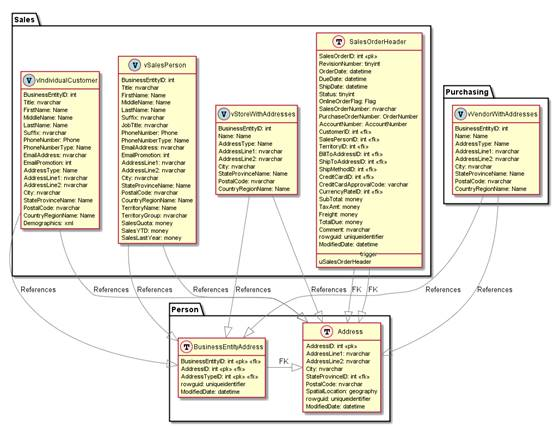 Sales
vIndividualCustomer
BusinessEntityID: int
Title: nvarchar
FirstName: Name
MiddleName: Name
LastName: Name
Suffix: nvarchar
PhoneNumber: Phone
PhoneNumberType: Name
EmailAddress: nvarchar
EmailPromotion: int
AddressType: Name
AddressLine1: nvarchar
AddressLine2: nvarchar
City: nvarchar
StateProvinceName: Name
PostalCode: nvarchar
CountryRegionName: Name
Demographics: xml
vSalesPerson
BusinessEntityID: int
Title: nvarchar
FirstName: Name
MiddleName: Name
LastName: Name
Suffix: nvarchar
JobTitle: nvarchar
PhoneNumber: Phone
PhoneNumberType: Name
EmailAddress: nvarchar
EmailPromotion: int
AddressLine1: nvarchar
AddressLine2: nvarchar
City: nvarchar
StateProvinceName: Name
PostalCode: nvarchar
CountryRegionName: Name
TerritoryName: Name
TerritoryGroup: nvarchar
SalesQuota: money
SalesYTD: money
SalesLastYear: money
vStoreWithAddresses
BusinessEntityID: int
Name: Name
AddressType: Name
AddressLine1: nvarchar
AddressLine2: nvarchar
City: nvarchar
StateProvinceName: Name
PostalCode: nvarchar
CountryRegionName: Name
SalesOrderHeader
SalesOrderID: int «pk»
RevisionNumber: tinyint
OrderDate: datetime
DueDate: datetime
ShipDate: datetime
Status: tinyint
OnlineOrderFlag: Flag
SalesOrderNumber: nvarchar
PurchaseOrderNumber: OrderNumber
AccountNumber: AccountNumber
CustomerID: int «fk»
SalesPersonID: int «fk»
TerritoryID: int «fk»
BillToAddressID: int «fk»
ShipToAddressID: int «fk»
ShipMethodID: int «fk»
CreditCardID: int «fk»
CreditCardApprovalCode: varchar
CurrencyRateID: int «fk»
SubTotal: money
TaxAmt: money
Freight: money
TotalDue: money
Comment: nvarchar
rowguid: uniqueidentifier
ModifiedDate: datetime
trigger
uSalesOrderHeader
Purchasing
vVendorWithAddresses
BusinessEntityID: int
Name: Name
AddressType: Name
AddressLine1: nvarchar
AddressLine2: nvarchar
City: nvarchar
StateProvinceName: Name
PostalCode: nvarchar
CountryRegionName: Name
References References References References References References FK FK References References
Person
BusinessEntityAddress
BusinessEntityID: int «pk» «fk»
AddressID: int «pk» «fk»
AddressTypeID: int «pk» «fk»
rowguid: uniqueidentifier
ModifiedDate: datetime
FK
Address
AddressID: int «pk»
AddressLine1: nvarchar
AddressLine2: nvarchar
City: nvarchar
StateProvinceID: int «fk»
PostalCode: nvarchar
SpatialLocation: geography
rowguid: uniqueidentifier
ModifiedDate: datetime